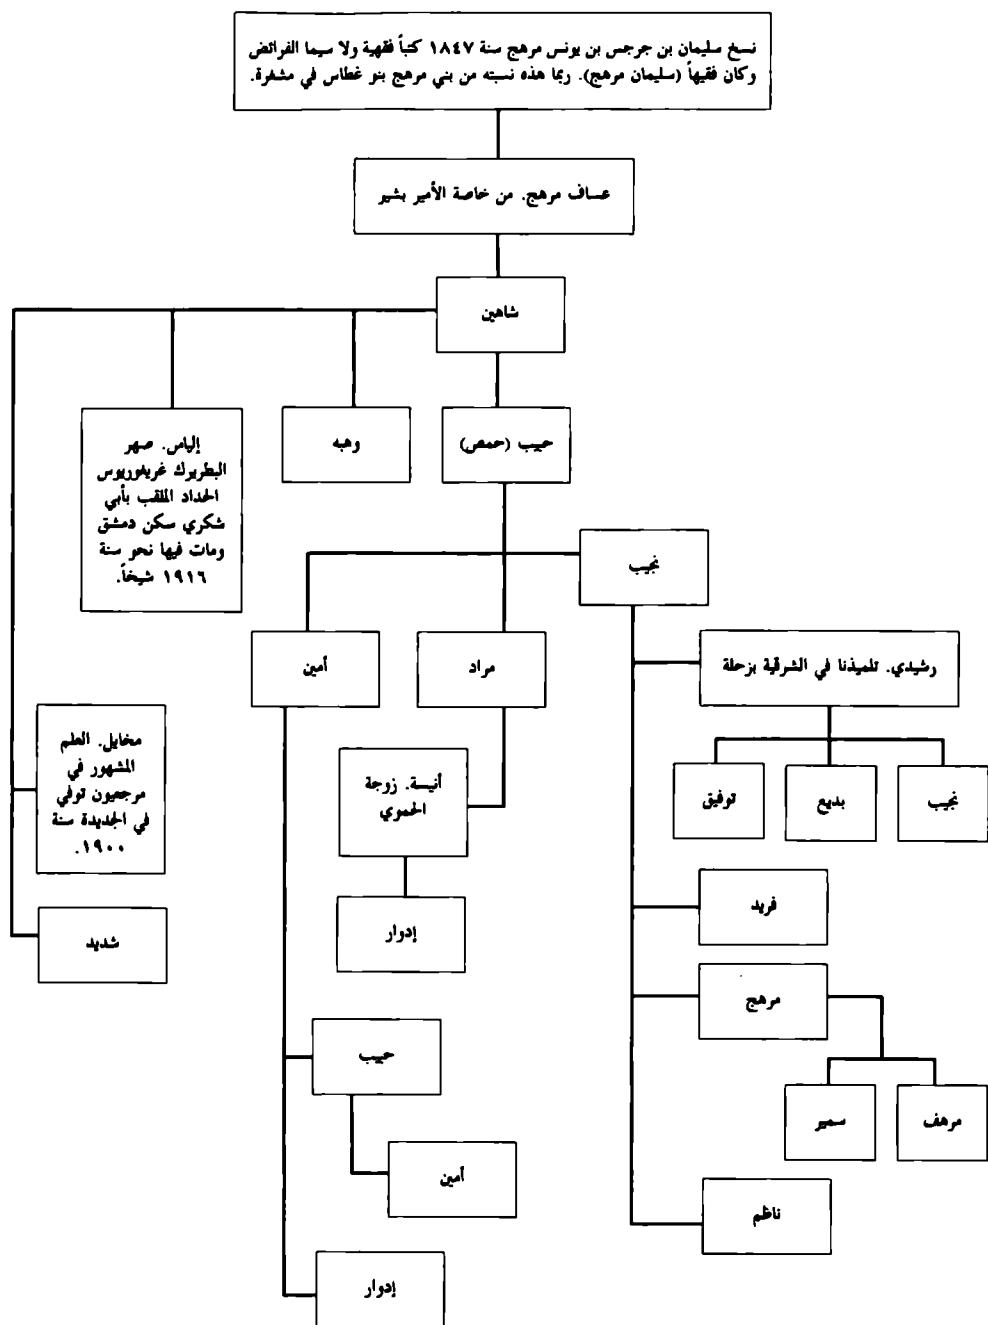 نسخ سليمان بن جرجس بن يونس مرهج سنة ١٨٤٧ كتباً فقهية ولا سيما الفرائض
وكان فقيهاً (سليمان مرهج). ربما هذه نسبته من بني مرهج بنو غطاس في مشغرة.
عساف مرهج. من خاصة الأمير بشير
شاهين
حبيب (حمص)
وهبه
إلياس. صهر
البطريرك غريغوريوس
الحداد الملقب بأبي
شكري سكن دمشق
ومات فيها نحو سنة
١٩١٦ شيخاً.
مخايل. العلم
المشهور في
مرجعيون توفي
في الجديدة سنة
١٩٠٠.
شديد
نجيب
مراد
أمين
رشيدي. تلميذنا في الشرقية بزحلة
نجيب
بديع
توفيق
فريد
مرهج
مرهف
سمير
ناظم
أنيسة. زوجة
الحموي
إدوار
حبيب
أمين
إدوار